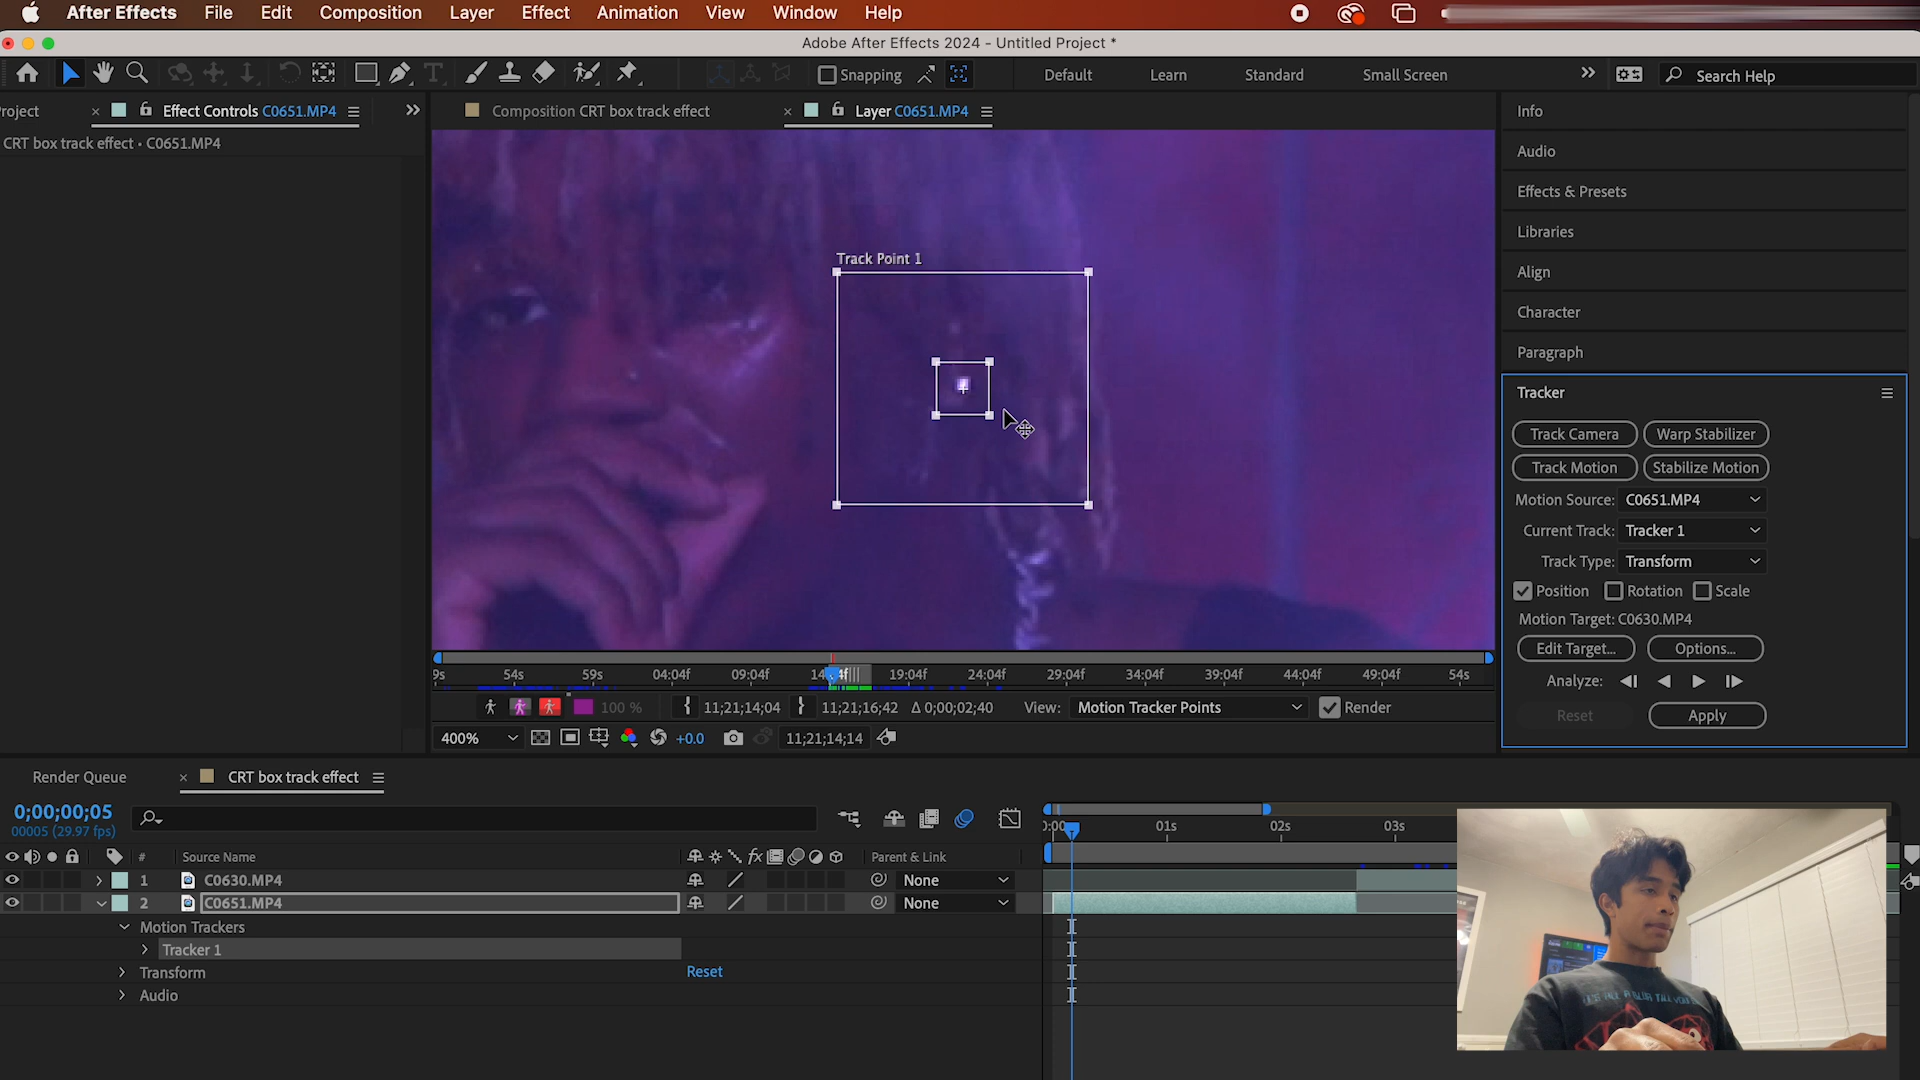 After Effects File Edit Composition Layer Effect Animation View Window Help
Adobe After Effects 2024 - Untitled Project *
Snapping Default Learn Standard Small Screen Search Help
roject Effect Controls C0651.MP4 Composition CRT box track effect Layer C0651.MP4 Info
CRT box track effect • C0651.MP4
Audio
Effects & Presets
Libraries
Align
Character
Paragraph
Track Point 1
Tracker
Track Camera Warp Stabilizer
Track Motion Stabilize Motion
Motion Source: C0651.MP4
Current Track: Tracker 1
Track Type: Transform
Position Rotation Scale
Motion Target: C0630.MP4
Edit Target... Options...
Analyze:
Reset Apply
9s 54s 59s 04:04f 09:04f 14 4f 19:04f 24:04f 29:04f 34:04f 39:04f 44:04f 49:04f 54s
100 % 11;21;14;04 11;21;16;42 Δ 0;00;02;40 View: Motion Tracker Points Render
400% +0.0 11;21;14;14
Render Queue CRT box track effect
0;00;00;05
00005 (29.97 fps)
0:00 01s 02s 03s
# Source Name fx Parent & Link
1 C0630.MP4 None
2 C0651.MP4 None
Motion Trackers
Tracker 1
Transform Reset
Audio